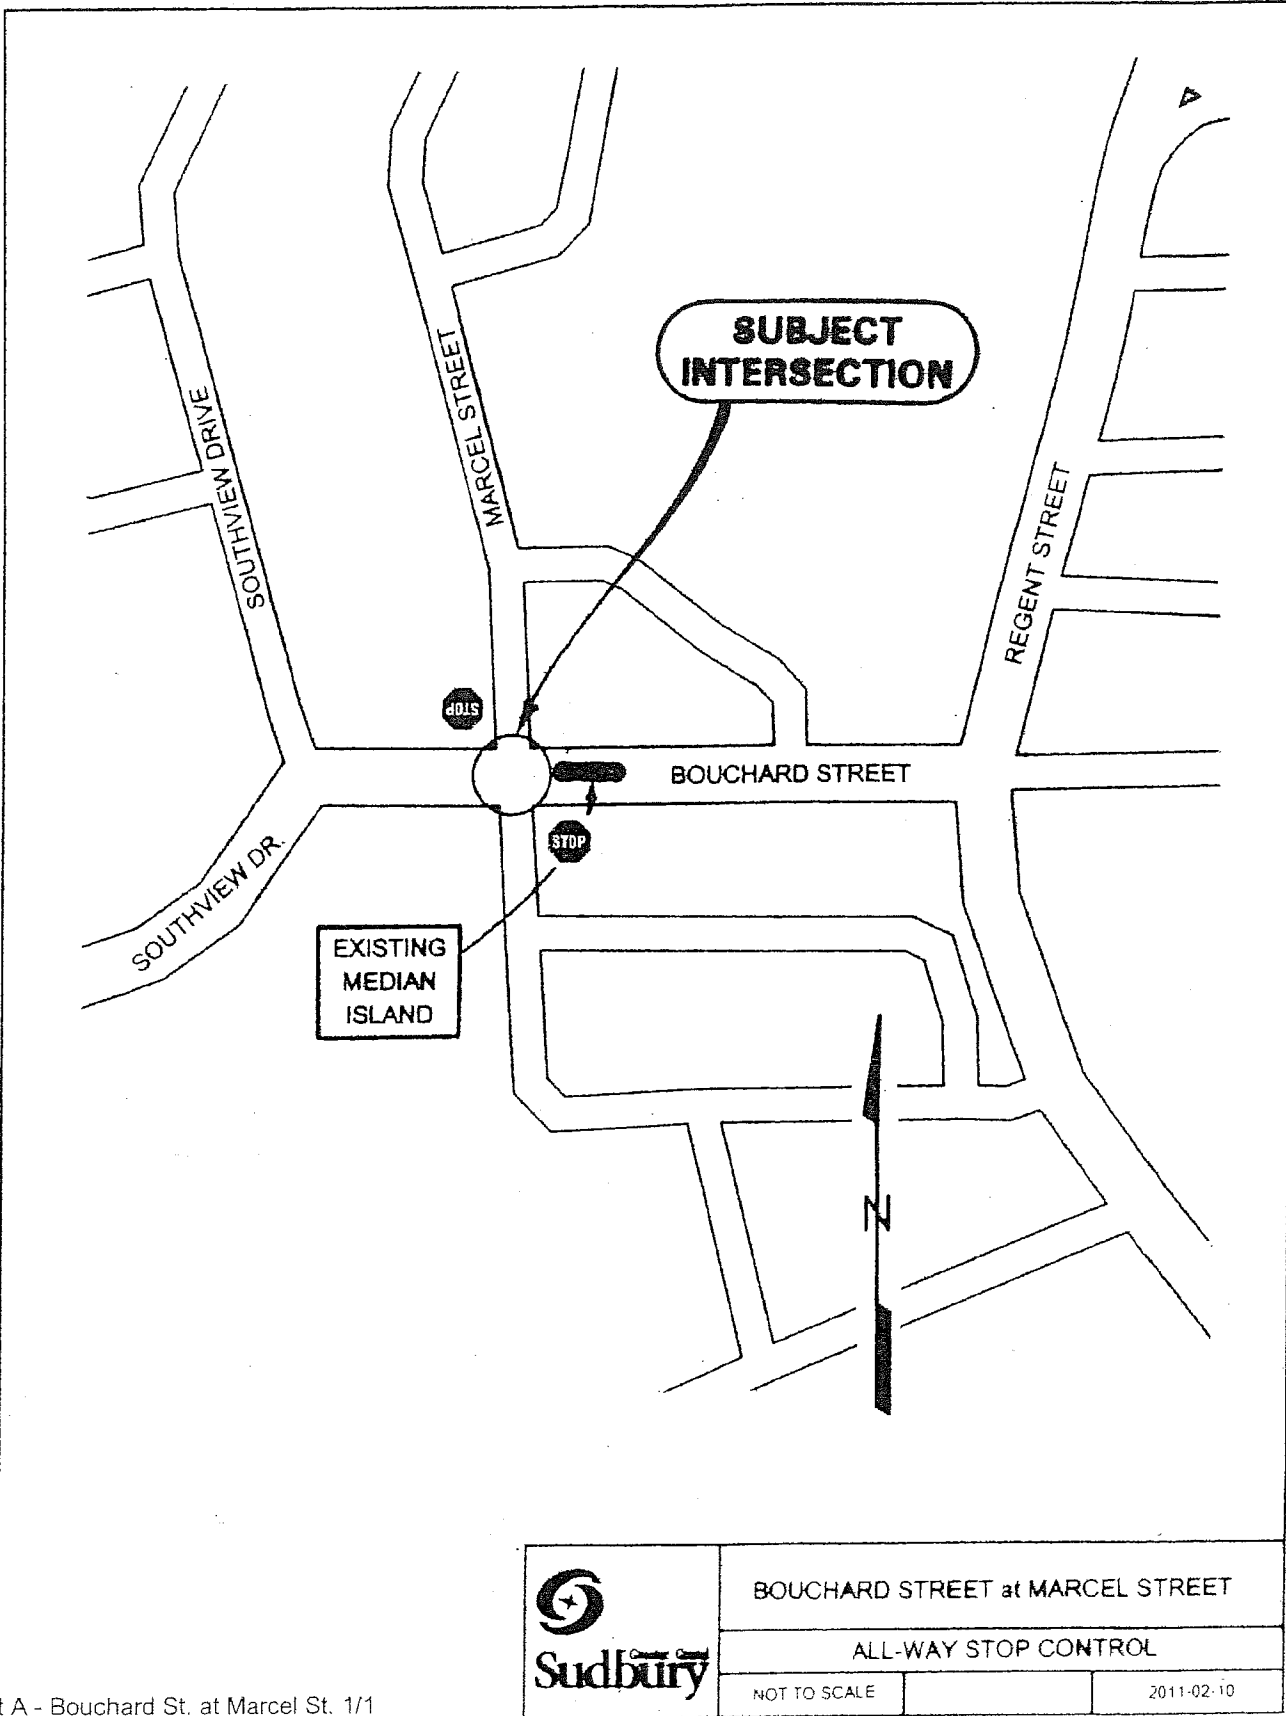 SUBJECT
INTERSECTION
MARCEL STREET
SOUTHVIEW DRIVE
REGENT STREET
STOP
BOUCHARD STREET
STOP
SOUTHVIEW DR.
EXISTING
MEDIAN
ISLAND
N
BOUCHARD STREET at MARCEL STREET
ALL-WAY STOP CONTROL
Sudbury
NOT TO SCALE
2011-02-10
t A - Bouchard St. at Marcel St. 1/1